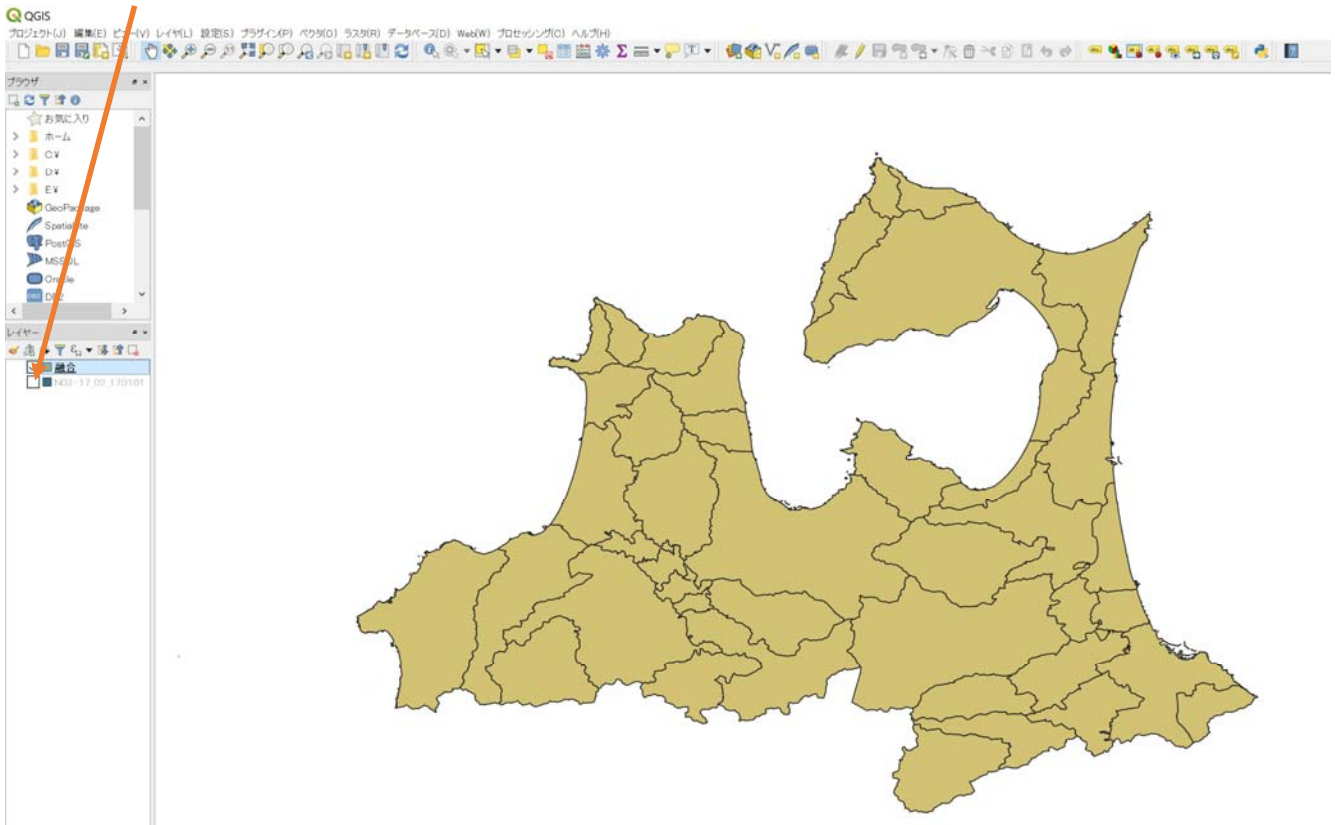 QGIS
プロジェクト(J) 編集(E) ビュー(V) レイヤ(L) 設定(S) プラグイン(P) ベクタ(O) ラスタ(R) データベース(D) Web(W) プロセッシング(C) ヘルプ(H)
ブラウザ
お気に入り
ホーム
C:¥
D:¥
E:¥
GeoPackage
SpatiaLite
PostGIS
MSSQL
Oracle
DB2
レイヤー
融合
N03-17_02_170101